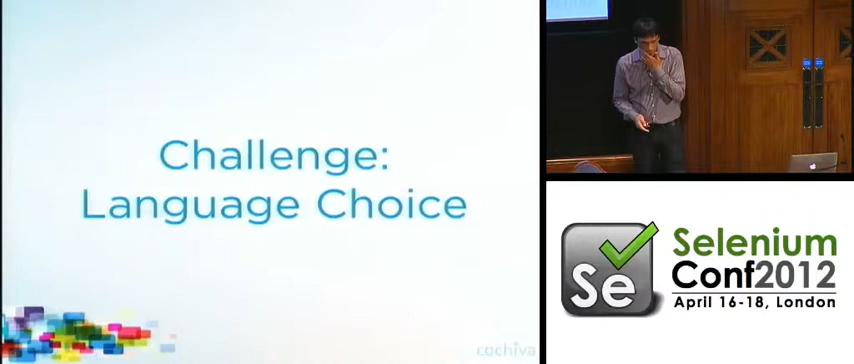 Challenge:
Language Choice
cochiva
Se
Selenium
Conf2012
April 16-18, London